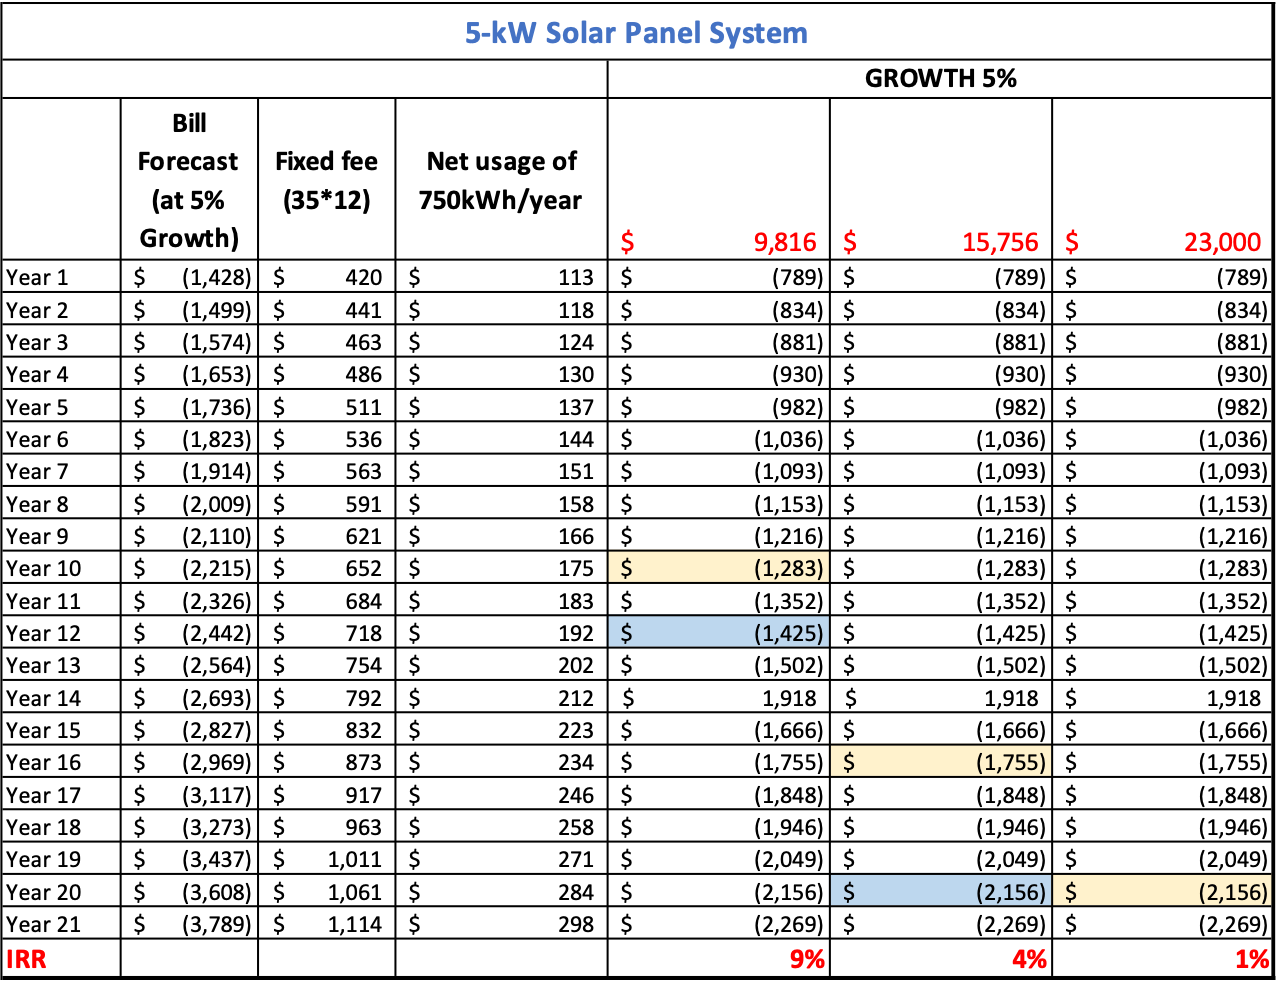 5-kW Solar Panel System
GROWTH 5%
Bill
Forecast
(at 5%
Growth)
Fixed fee
(35*12)
Net usage of
750kWh/year
$ 9,816 $ 15,756 $ 23,000
Year 1 $ (1,428) $ 420 $ 113 $ (789) $ (789) $ (789)
Year 2 $ (1,499) $ 441 $ 118 $ (834) $ (834) $ (834)
Year 3 $ (1,574) $ 463 $ 124 $ (881) $ (881) $ (881)
Year 4 $ (1,653) $ 486 $ 130 $ (930) $ (930) $ (930)
Year 5 $ (1,736) $ 511 $ 137 $ (982) $ (982) $ (982)
Year 6 $ (1,823) $ 536 $ 144 $ (1,036) $ (1,036) $ (1,036)
Year 7 $ (1,914) $ 563 $ 151 $ (1,093) $ (1,093) $ (1,093)
Year 8 $ (2,009) $ 591 $ 158 $ (1,153) $ (1,153) $ (1,153)
Year 9 $ (2,110) $ 621 $ 166 $ (1,216) $ (1,216) $ (1,216)
Year 10 $ (2,215) $ 652 $ 175 $ (1,283) $ (1,283) $ (1,283)
Year 11 $ (2,326) $ 684 $ 183 $ (1,352) $ (1,352) $ (1,352)
Year 12 $ (2,442) $ 718 $ 192 $ (1,425) $ (1,425) $ (1,425)
Year 13 $ (2,564) $ 754 $ 202 $ (1,502) $ (1,502) $ (1,502)
Year 14 $ (2,693) $ 792 $ 212 $ 1,918 $ 1,918 $ 1,918
Year 15 $ (2,827) $ 832 $ 223 $ (1,666) $ (1,666) $ (1,666)
Year 16 $ (2,969) $ 873 $ 234 $ (1,755) $ (1,755) $ (1,755)
Year 17 $ (3,117) $ 917 $ 246 $ (1,848) $ (1,848) $ (1,848)
Year 18 $ (3,273) $ 963 $ 258 $ (1,946) $ (1,946) $ (1,946)
Year 19 $ (3,437) $ 1,011 $ 271 $ (2,049) $ (2,049) $ (2,049)
Year 20 $ (3,608) $ 1,061 $ 284 $ (2,156) $ (2,156) $ (2,156)
Year 21 $ (3,789) $ 1,114 $ 298 $ (2,269) $ (2,269) $ (2,269)
IRR 9% 4% 1%